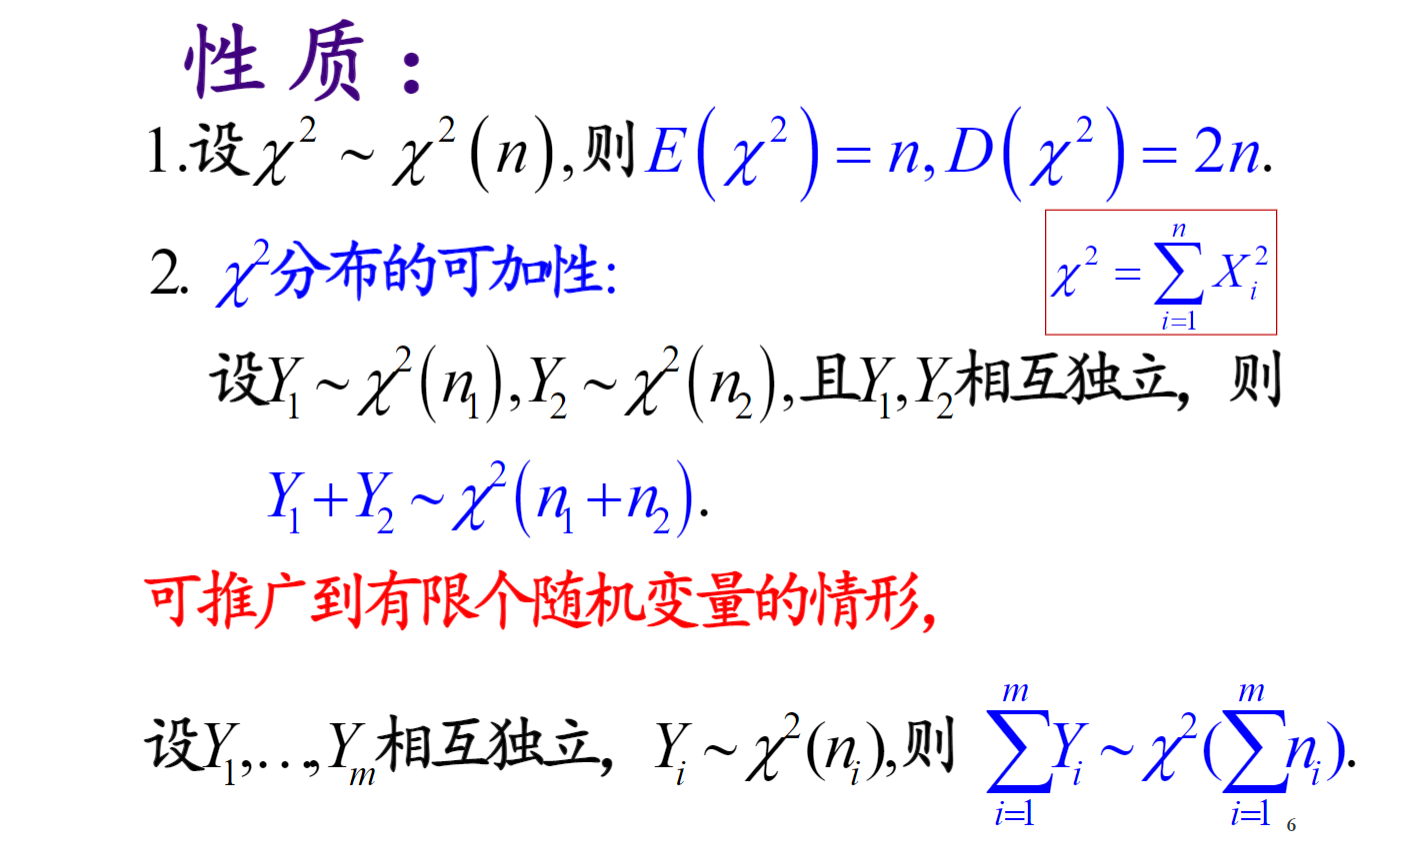 性质：
1.设χ² ~ χ²(n),则E(χ²) = n, D(χ²) = 2n.
2. χ²分布的可加性:
χ² = ∑_{i=1}^{n} X_i²
设Y₁ ~ χ²(n₁), Y₂ ~ χ²(n₂), 且Y₁, Y₂相互独立，则
Y₁+Y₂ ~ χ²(n₁+n₂).
可推广到有限个随机变量的情形，
设Y₁,…,Y_m相互独立，Y_i ~ χ²(n_i),则 ∑_{i=1}^{m} Y_i ~ χ²(∑_{i=1}^{m} n_i).
6